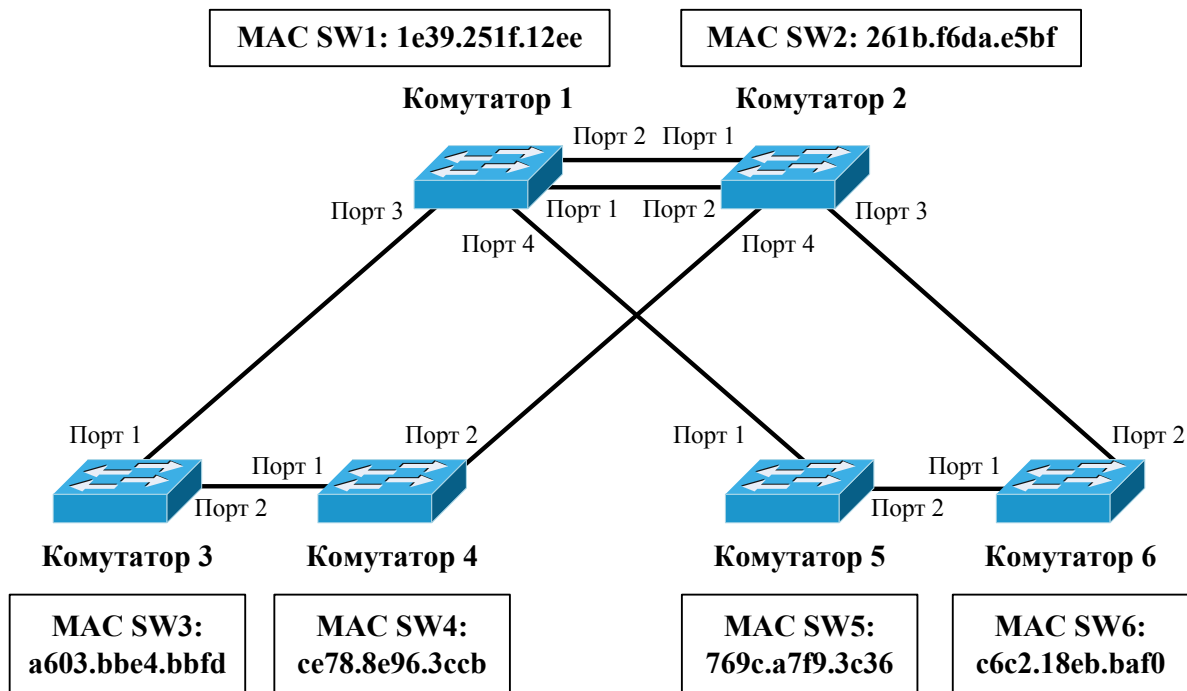 MAC SW1: 1e39.251f.12ee
MAC SW2: 261b.f6da.e5bf
Комутатор 1
Комутатор 2
Порт 2
Порт 1
Порт 3
Порт 1
Порт 2
Порт 3
Порт 4
Порт 4
Порт 1
Порт 2
Порт 1
Порт 2
Порт 1
Порт 1
Порт 2
Порт 2
Комутатор 3
Комутатор 4
Комутатор 5
Комутатор 6
MAC SW3:
a603.bbe4.bbfd
MAC SW4:
ce78.8e96.3ccb
MAC SW5:
769c.a7f9.3c36
MAC SW6:
c6c2.18eb.baf0